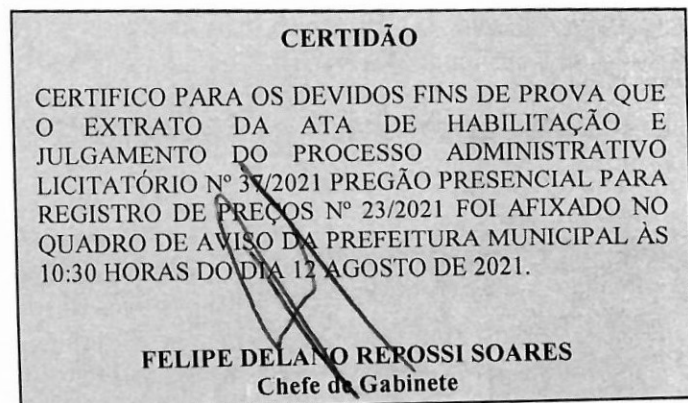 CERTIDÃO
CERTIFICO PARA OS DEVIDOS FINS DE PROVA QUE
O EXTRATO DA ATA DE HABILITAÇÃO E
JULGAMENTO DO PROCESSO ADMINISTRATIVO
LICITATÓRIO Nº 37/2021 PREGÃO PRESENCIAL PARA
REGISTRO DE PREÇOS Nº 23/2021 FOI AFIXADO NO
QUADRO DE AVISO DA PREFEITURA MUNICIPAL ÀS
10:30 HORAS DO DIA 12 AGOSTO DE 2021.
FELIPE DELANO REPOSSI SOARES
Chefe de Gabinete